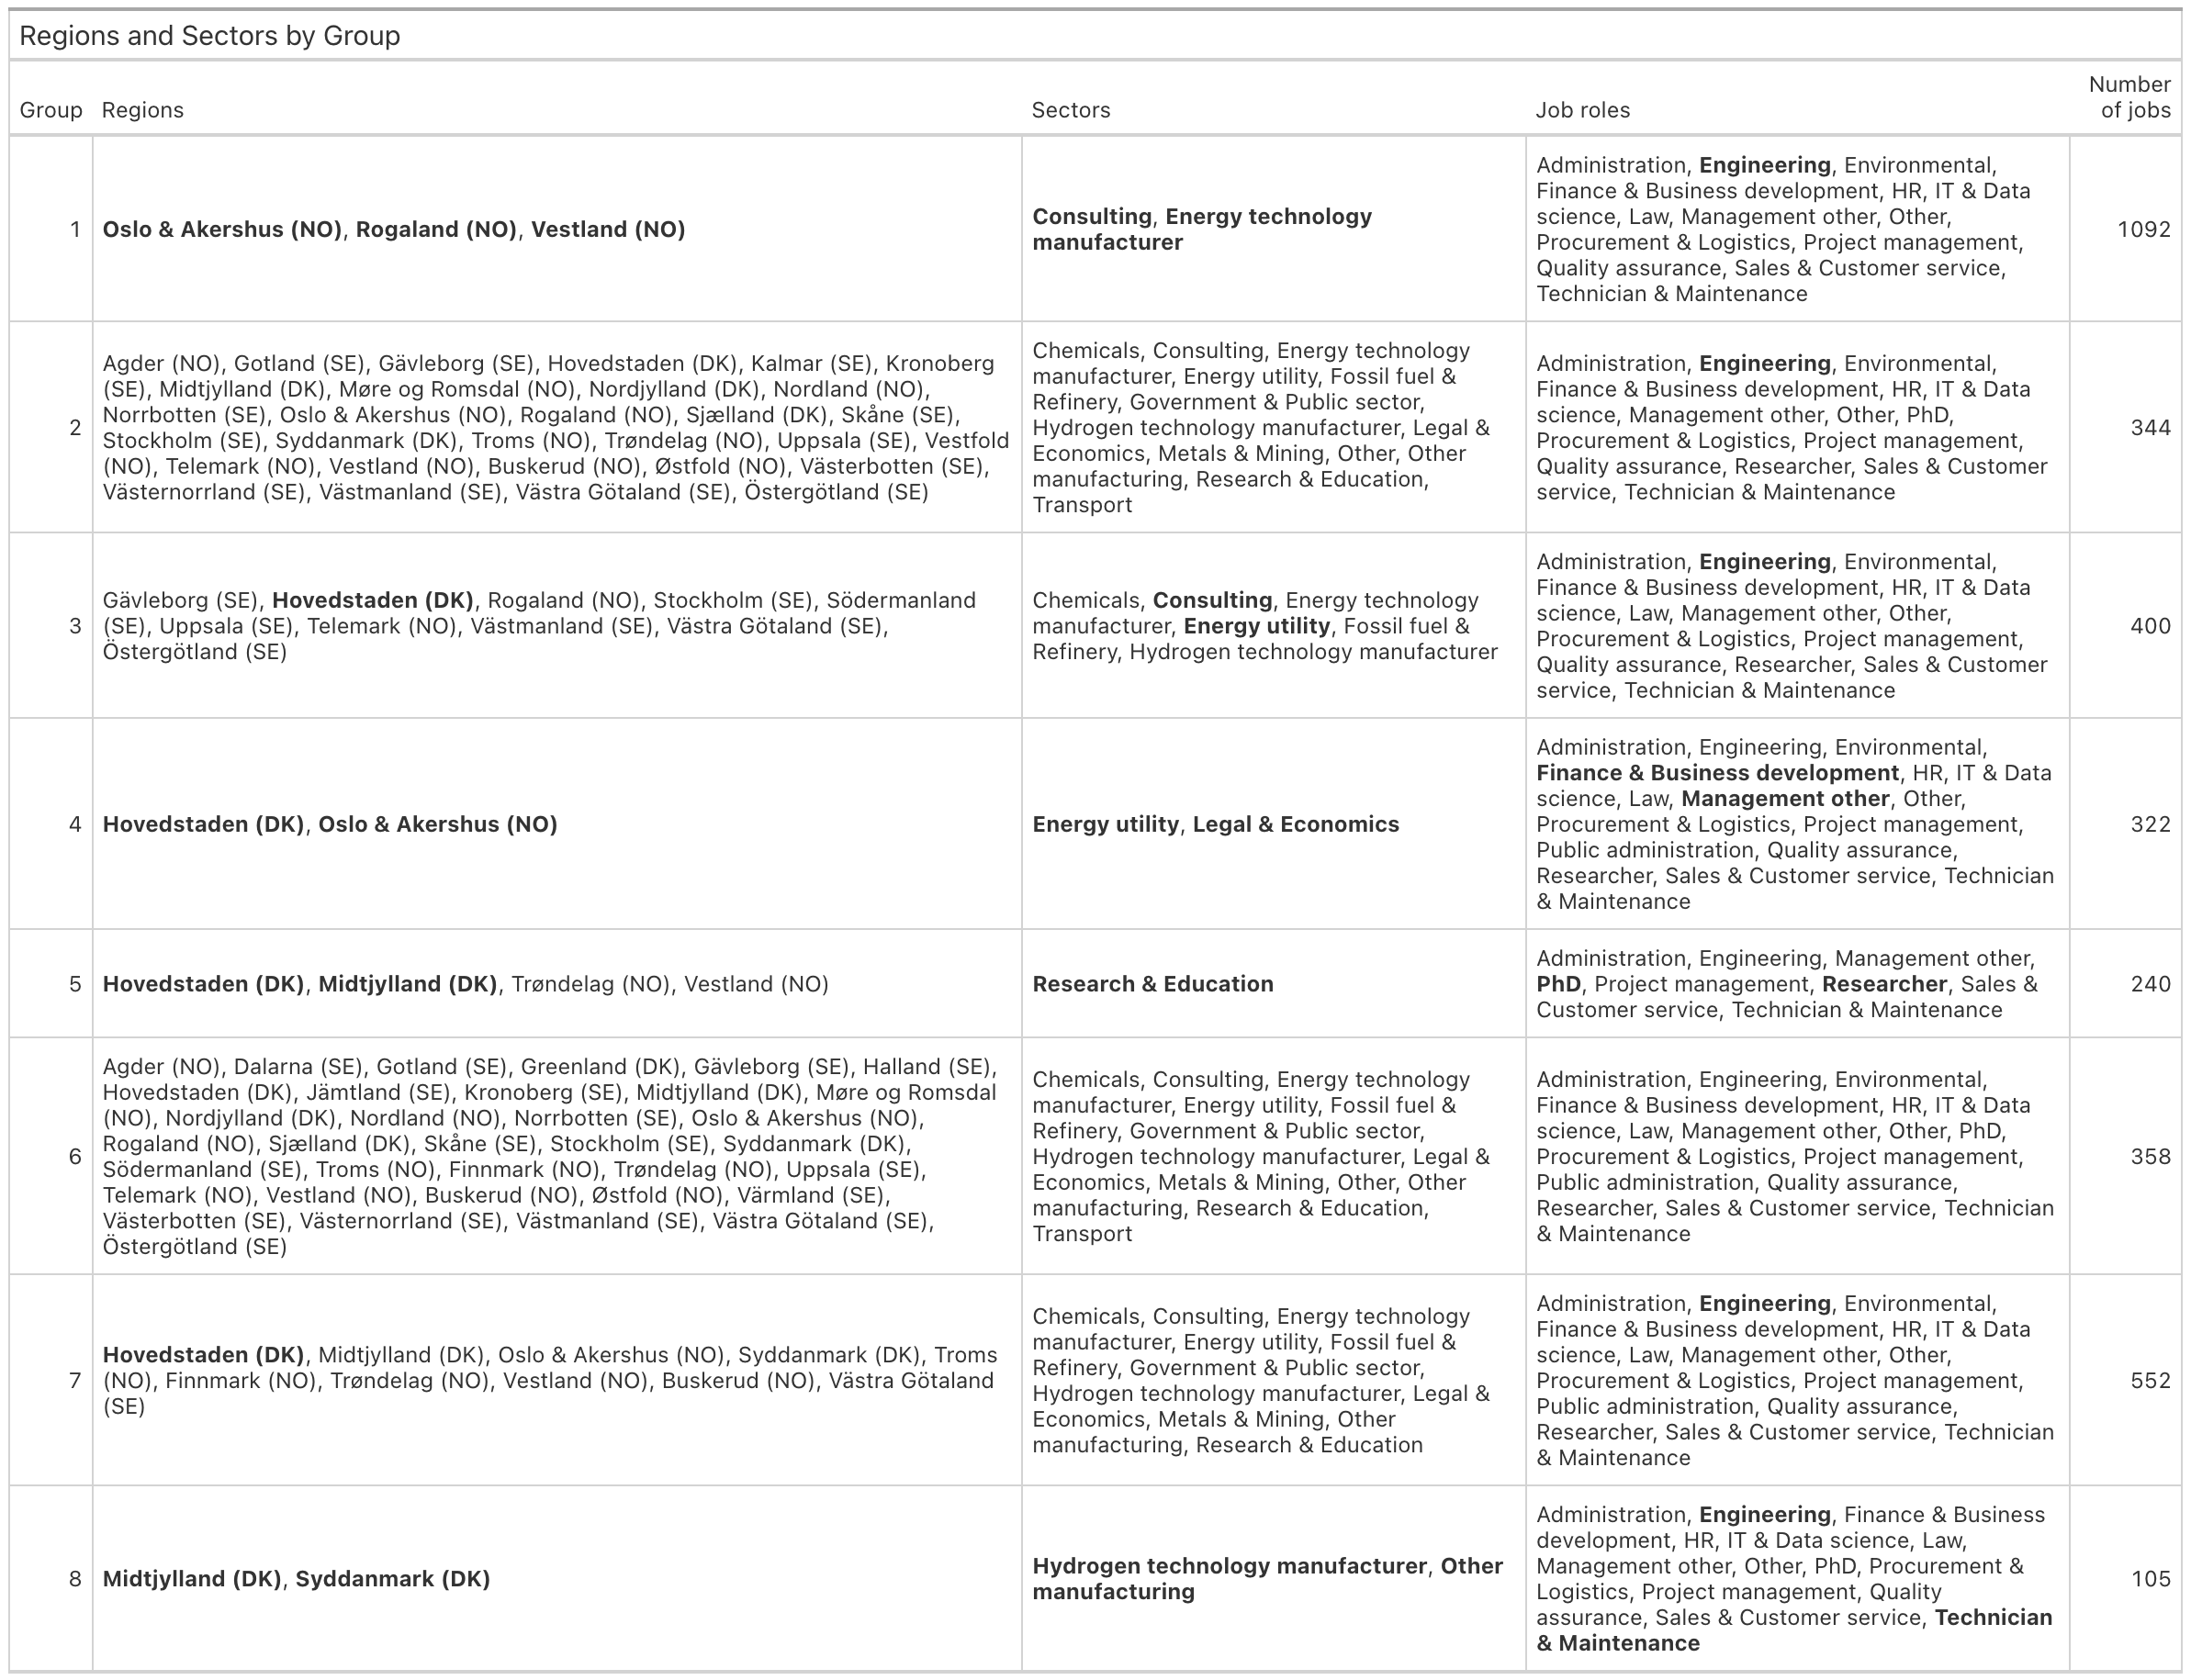 Regions and Sectors by Group
Group Regions Sectors Job roles Number of jobs
1
Oslo & Akershus (NO), Rogaland (NO), Vestland (NO)
Consulting, Energy technology
manufacturer
Administration, Engineering, Environmental,
Finance & Business development, HR, IT & Data
science, Law, Management other, Other,
Procurement & Logistics, Project management,
Quality assurance, Sales & Customer service,
Technician & Maintenance
1092
2
Agder (NO), Gotland (SE), Gävleborg (SE), Hovedstaden (DK), Kalmar (SE), Kronoberg
(SE), Midtjylland (DK), Møre og Romsdal (NO), Nordjylland (DK), Nordland (NO),
Norrbotten (SE), Oslo & Akershus (NO), Rogaland (NO), Sjælland (DK), Skåne (SE),
Stockholm (SE), Syddanmark (DK), Troms (NO), Trøndelag (NO), Uppsala (SE), Vestfold
(NO), Telemark (NO), Vestland (NO), Buskerud (NO), Østfold (NO), Västerbotten (SE),
Västernorrland (SE), Västmanland (SE), Västra Götaland (SE), Östergötland (SE)
Chemicals, Consulting, Energy technology
manufacturer, Energy utility, Fossil fuel &
Refinery, Government & Public sector,
Hydrogen technology manufacturer, Legal &
Economics, Metals & Mining, Other, Other
manufacturing, Research & Education,
Transport
Administration, Engineering, Environmental,
Finance & Business development, HR, IT & Data
science, Management other, Other, PhD,
Procurement & Logistics, Project management,
Quality assurance, Researcher, Sales & Customer
service, Technician & Maintenance
344
3
Gävleborg (SE), Hovedstaden (DK), Rogaland (NO), Stockholm (SE), Södermanland
(SE), Uppsala (SE), Telemark (NO), Västmanland (SE), Västra Götaland (SE),
Östergötland (SE)
Chemicals, Consulting, Energy technology
manufacturer, Energy utility, Fossil fuel &
Refinery, Hydrogen technology manufacturer
Administration, Engineering, Environmental,
Finance & Business development, HR, IT & Data
science, Law, Management other, Other,
Procurement & Logistics, Project management,
Quality assurance, Researcher, Sales & Customer
service, Technician & Maintenance
400
4
Hovedstaden (DK), Oslo & Akershus (NO)
Energy utility, Legal & Economics
Administration, Engineering, Environmental,
Finance & Business development, HR, IT & Data
science, Law, Management other, Other,
Procurement & Logistics, Project management,
Public administration, Quality assurance,
Researcher, Sales & Customer service, Technician
& Maintenance
322
5
Hovedstaden (DK), Midtjylland (DK), Trøndelag (NO), Vestland (NO)
Research & Education
Administration, Engineering, Management other,
PhD, Project management, Researcher, Sales &
Customer service, Technician & Maintenance
240
6
Agder (NO), Dalarna (SE), Gotland (SE), Greenland (DK), Gävleborg (SE), Halland (SE),
Hovedstaden (DK), Jämtland (SE), Kronoberg (SE), Midtjylland (DK), Møre og Romsdal
(NO), Nordjylland (DK), Nordland (NO), Norrbotten (SE), Oslo & Akershus (NO),
Rogaland (NO), Sjælland (DK), Skåne (SE), Stockholm (SE), Syddanmark (DK),
Södermanland (SE), Troms (NO), Finnmark (NO), Trøndelag (NO), Uppsala (SE),
Telemark (NO), Vestland (NO), Buskerud (NO), Østfold (NO), Värmland (SE),
Västerbotten (SE), Västernorrland (SE), Västmanland (SE), Västra Götaland (SE),
Östergötland (SE)
Chemicals, Consulting, Energy technology
manufacturer, Energy utility, Fossil fuel &
Refinery, Government & Public sector,
Hydrogen technology manufacturer, Legal &
Economics, Metals & Mining, Other, Other
manufacturing, Research & Education,
Transport
Administration, Engineering, Environmental,
Finance & Business development, HR, IT & Data
science, Law, Management other, Other, PhD,
Procurement & Logistics, Project management,
Public administration, Quality assurance,
Researcher, Sales & Customer service, Technician
& Maintenance
358
7
Hovedstaden (DK), Midtjylland (DK), Oslo & Akershus (NO), Syddanmark (DK), Troms
(NO), Finnmark (NO), Trøndelag (NO), Vestland (NO), Buskerud (NO), Västra Götaland
(SE)
Chemicals, Consulting, Energy technology
manufacturer, Energy utility, Fossil fuel &
Refinery, Government & Public sector,
Hydrogen technology manufacturer, Legal &
Economics, Metals & Mining, Other
manufacturing, Research & Education
Administration, Engineering, Environmental,
Finance & Business development, HR, IT & Data
science, Law, Management other, Other,
Procurement & Logistics, Project management,
Public administration, Quality assurance,
Researcher, Sales & Customer service, Technician
& Maintenance
552
8
Midtjylland (DK), Syddanmark (DK)
Hydrogen technology manufacturer, Other
manufacturing
Administration, Engineering, Finance & Business
development, HR, IT & Data science, Law,
Management other, Other, PhD, Procurement &
Logistics, Project management, Quality
assurance, Sales & Customer service, Technician
& Maintenance
105